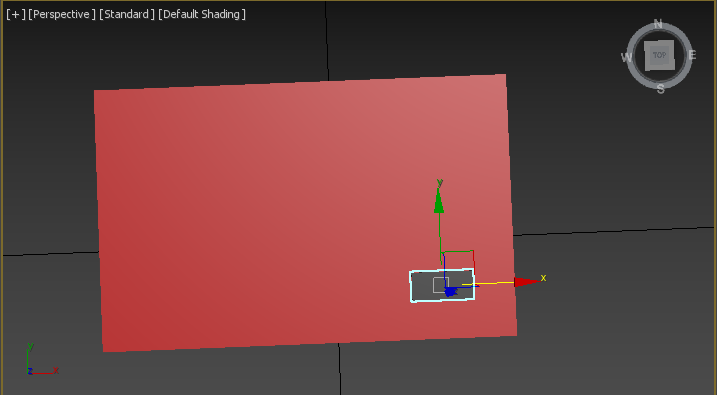 [+] [Perspective] [Standard] [Default Shading]
N
W TOP E
S
y
x
y
z x